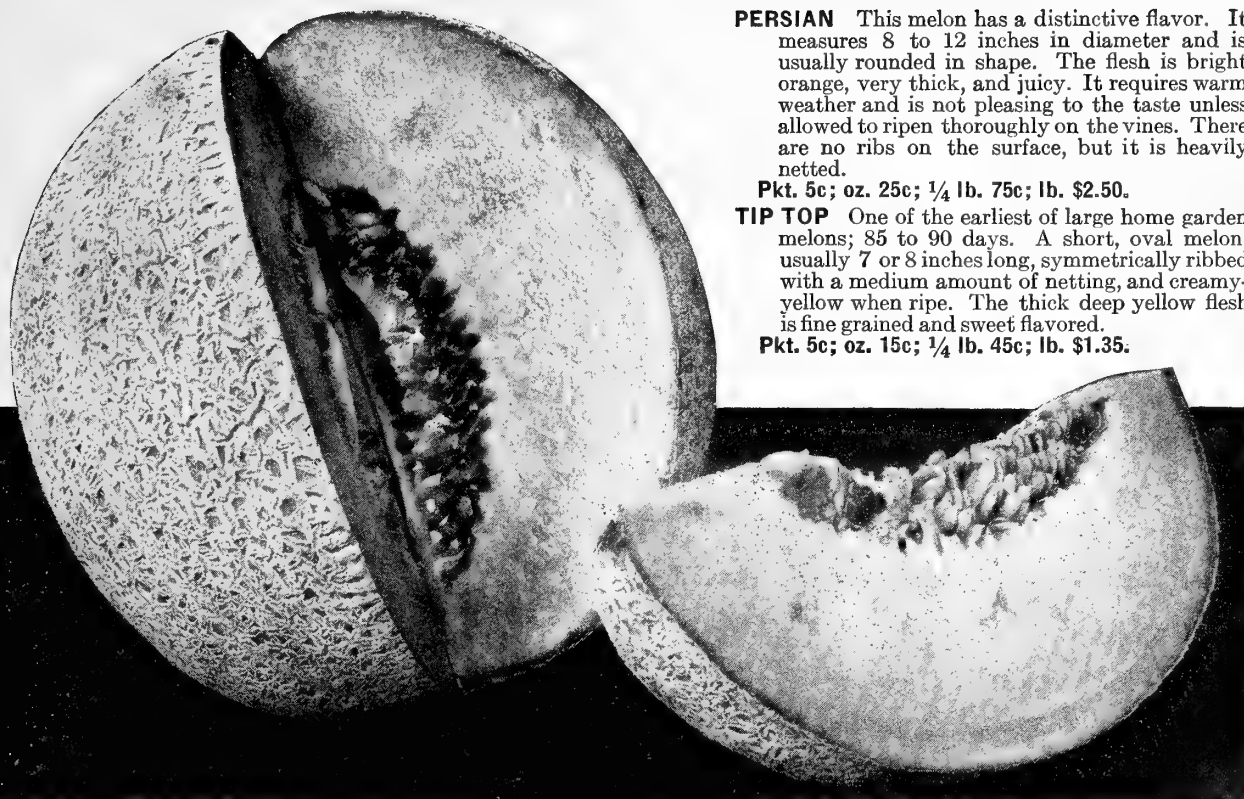 PERSIAN This melon has a distinctive flavor. It
measures 8 to 12 inches in diameter and is
usually rounded in shape. The flesh is bright
orange, very thick, and juicy. It requires warm
weather and is not pleasing to the taste unless
allowed to ripen thoroughly on the vines. There
are no ribs on the surface, but it is heavily
netted.
Pkt. 5c; oz. 25c; ¼ lb. 75c; lb. $2.50.
TIP TOP One of the earliest of large home garden
melons; 85 to 90 days. A short, oval melon
usually 7 or 8 inches long, symmetrically ribbed
with a medium amount of netting, and creamy-
yellow when ripe. The thick deep yellow flesh
is fine grained and sweet flavored.
Pkt. 5c; oz. 15c; ¼ lb. 45c; lb. $1.35.